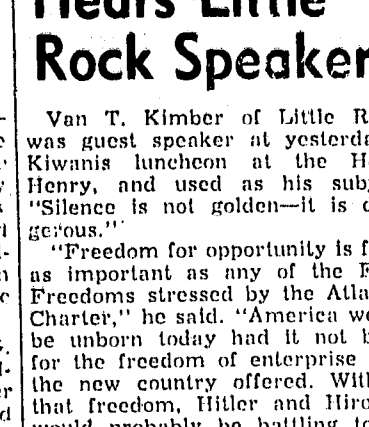 Hears Little
Rock Speaker
Van T. Kimber of Little R
was guest speaker at yesterda
Kiwanis luncheon at the H
Henry, and used as his subj
"Silence is not golden—it is d
gerous."
"Freedom for opportunity is f
as important as any of the F
Freedoms stressed by the Atla
Charter," he said. "America wo
be unborn today had it not b
for the freedom of enterprise
the new country offered. With
that freedom, Hitler and Hiro
would probably be battling to